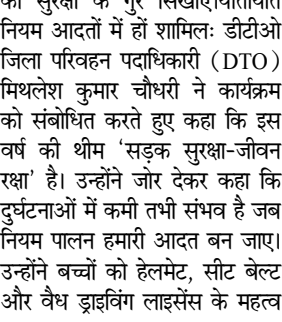 की सुरक्षा के गुर सिखाए।यातायात
नियम आदतों में हों शामिलः डीटीओ
जिला परिवहन पदाधिकारी (DTO)
मिथलेश कुमार चौधरी ने कार्यक्रम
को संबोधित करते हुए कहा कि इस
वर्ष की थीम ‘सड़क सुरक्षा-जीवन
रक्षा’ है। उन्होंने जोर देकर कहा कि
दुर्घटनाओं में कमी तभी संभव है जब
नियम पालन हमारी आदत बन जाए।
उन्होंने बच्चों को हेलमेट, सीट बेल्ट
और वैध ड्राइविंग लाइसेंस के महत्व